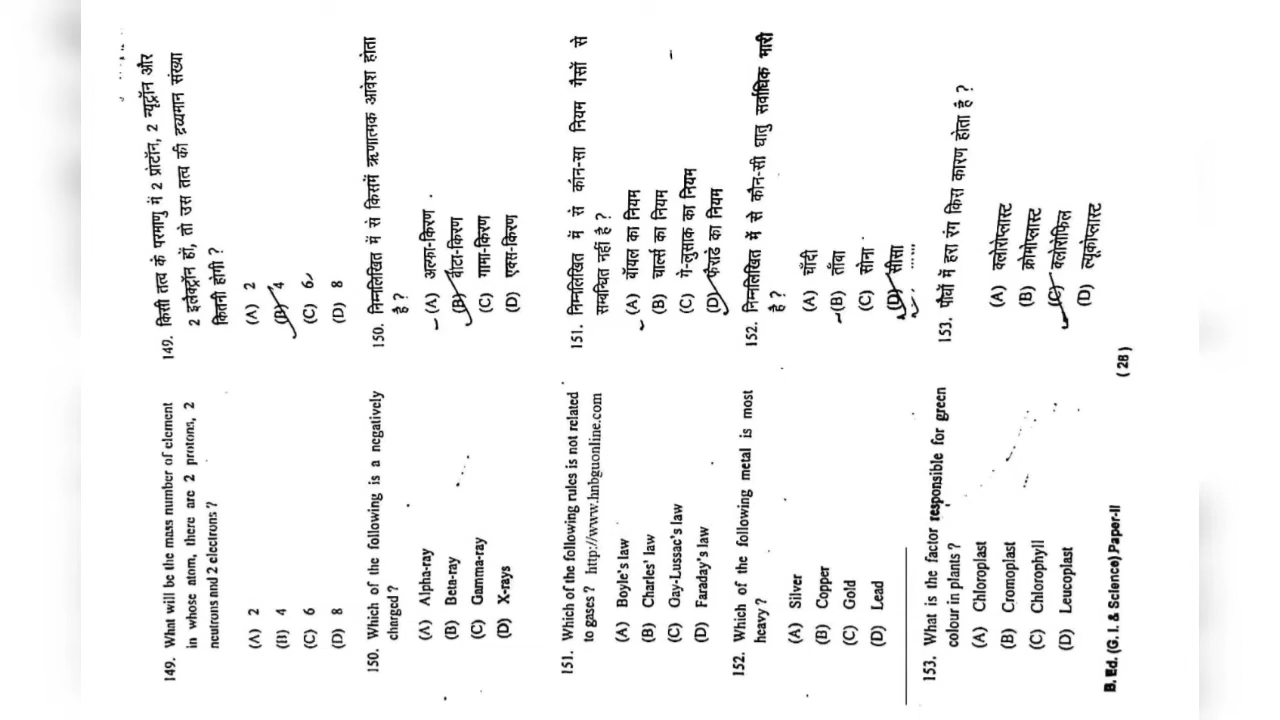 149. What will be the mass number of element
in whose atom, there are 2 protons, 2
neutrons and 2 electrons ?
(A) 2
(B) 4
(C) 6
(D) 8
150. Which of the following is a negatively
charged ?
(A) Alpha-ray
(B) Beta-ray
(C) Gamma-ray
(D) X-rays
151. Which of the following rules is not related
to gases ? http://www.hnbguonline.com
(A) Boyle's law
(B) Charles' law
(C) Gay-Lussac's law
(D) Faraday's law
152. Which of the following metal is most
heavy ?
(A) Silver
(B) Copper
(C) Gold
(D) Lead
153. What is the factor responsible for green
colour in plants ?
(A) Chloroplast
(B) Cromoplast
(C) Chlorophyll
(D) Leucoplast
149. किसी तत्व के परमाणु में 2 प्रोटॉन, 2 न्यूट्रॉन और
2 इलेक्ट्रॉन हों, तो उस तत्व की द्रव्यमान संख्या
कितनी होगी ?
(A) 2
(B) 4
(C) 6
(D) 8
150. निम्नलिखित में से किसमें ऋणात्मक आवेश होता
है ?
(A) अल्फा-किरण
(B) बीटा-किरण
(C) गामा-किरण
(D) एक्स-किरण
151. निम्नलिखित में से कौन-सा नियम गैसों से
सम्बन्धित नहीं है ?
(A) बॉयल का नियम
(B) चार्ल्स का नियम
(C) गे-लुसाक का नियम
(D) फैराडे का नियम
152. निम्नलिखित में से कौन-सी धातु सर्वाधिक भारी
है ?
(A) चाँदी
(B) ताँबा
(C) सोना
(D) सीसा
153. पौधों में हरा रंग किस कारण होता है ?
(A) क्लोरोप्लास्ट
(B) क्रोमोप्लास्ट
(C) क्लोरोफिल
(D) ल्यूकोप्लास्ट
B. Ed. (G. I. & Science) Paper-II
( 28 )